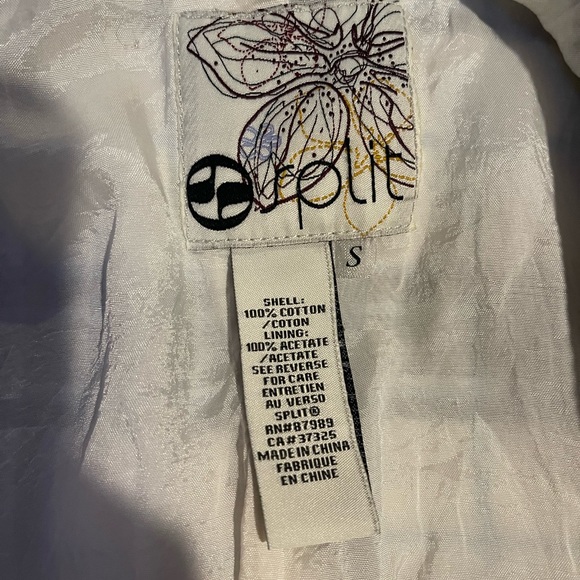 split
S
SHELL:
100% COTTON
/COTON
LINING:
100% ACETATE
/ACETATE
SEE REVERSE
FOR CARE
ENTRETIEN
AU VERSO
SPLIT®
RN#87989
CA#37325
MADE IN CHINA
FABRIQUE
EN CHINE